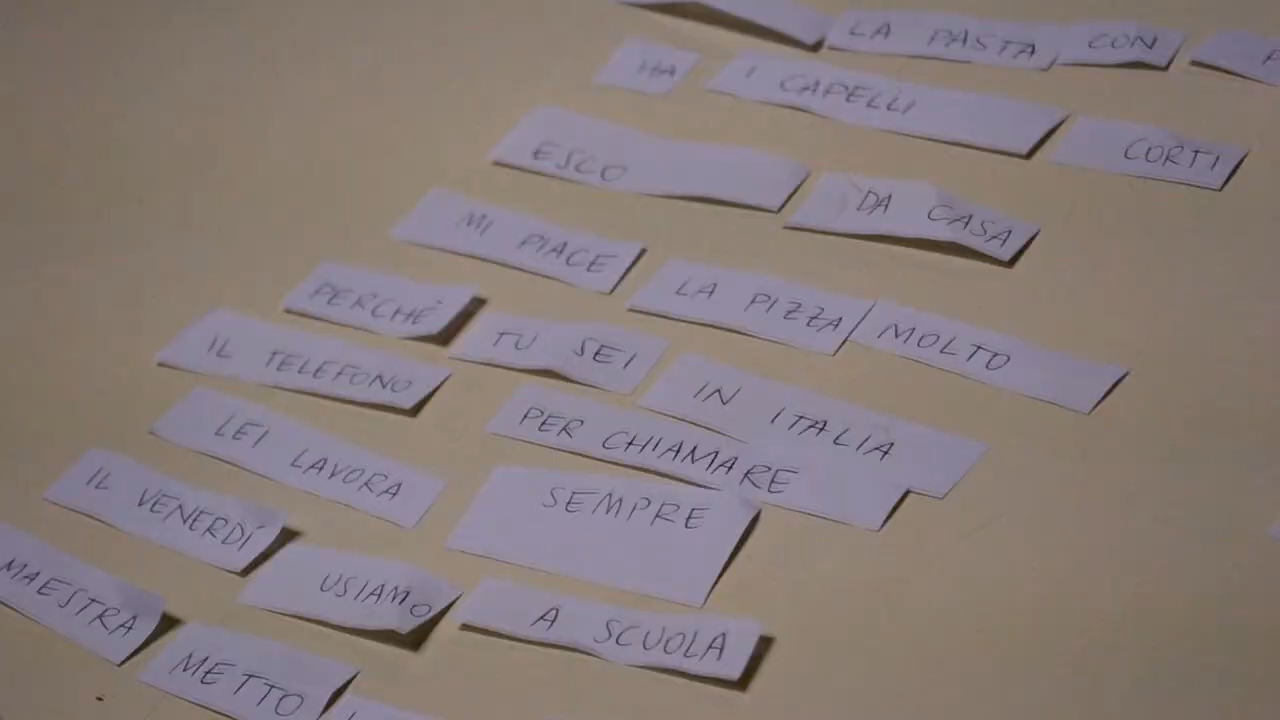 LA PASTA CON
HA I CAPELLI CORTI
ESCO DA CASA
MI PIACE LA PIZZA MOLTO
PERCHÉ TU SEI IN ITALIA
IL TELEFONO PER CHIAMARE
LEI LAVORA SEMPRE
IL VENERDÍ USIAMO A SCUOLA
MAESTRA METTO